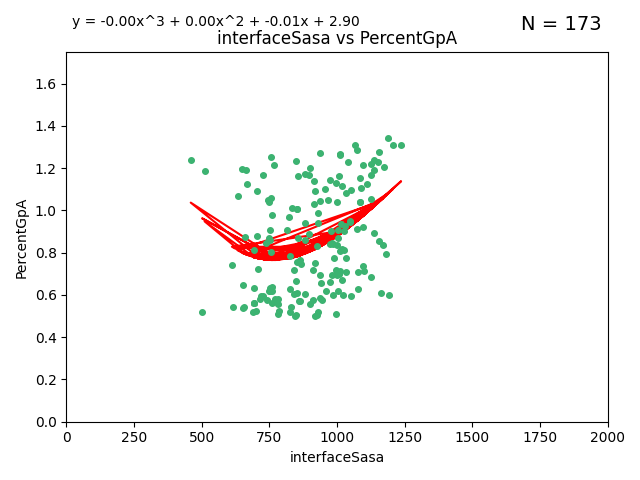 y = -0.00x^3 + 0.00x^2 + -0.01x + 2.90
N = 173
interfaceSasa vs PercentGpA
PercentGpA
1.6
1.4
1.2
1.0
0.8
0.6
0.4
0.2
0.0
0 250 500 750 1000 1250 1500 1750 2000
interfaceSasa